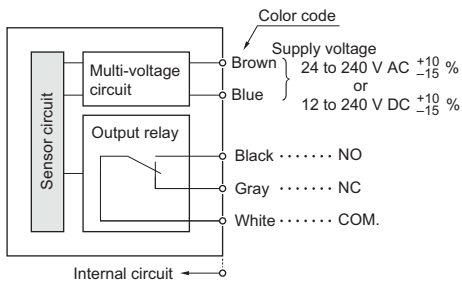 Color code
Supply voltage
Brown
24 to 240 V AC +10 −15 %
or
Blue
12 to 240 V DC +10 −15 %
Multi-voltage
circuit
Sensor circuit
Output relay
Black ······· NO
Gray ······· NC
White ······· COM.
Internal circuit